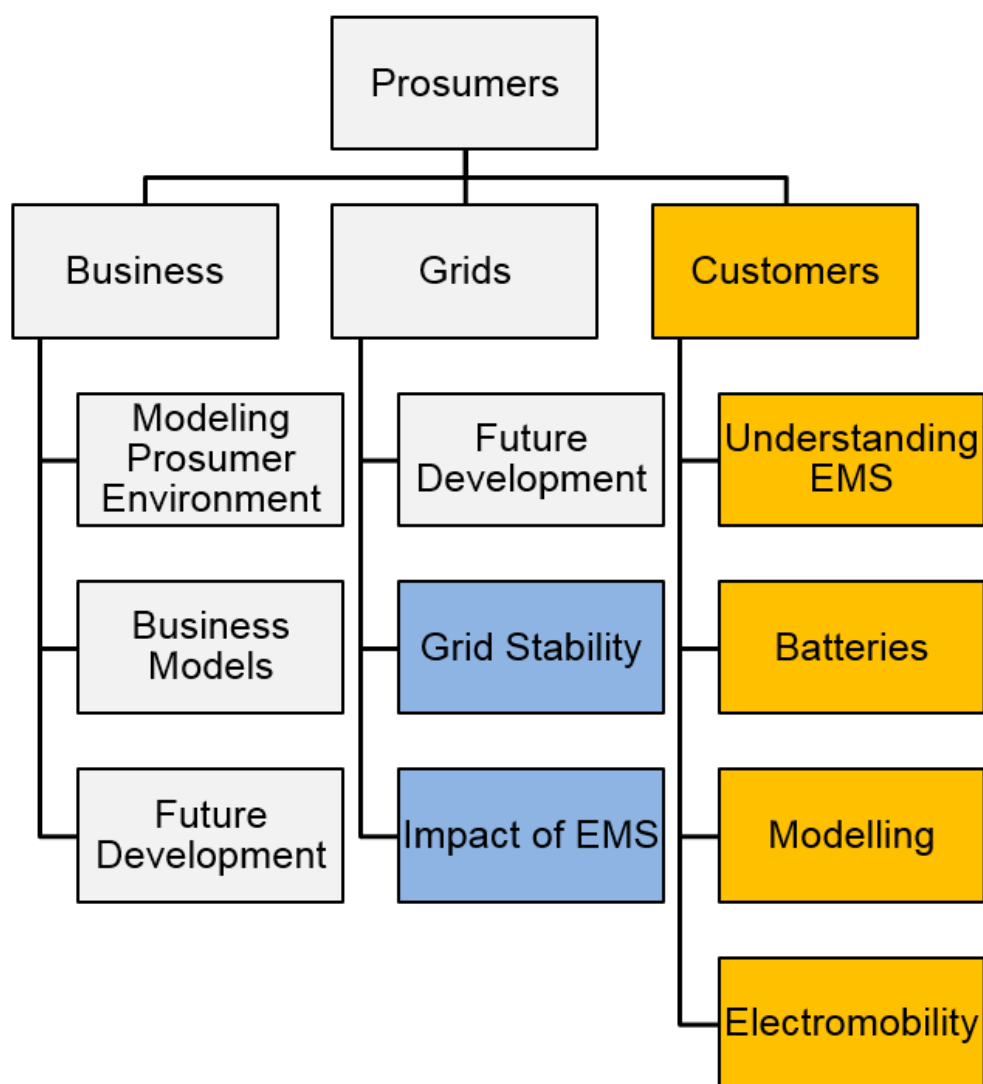 Prosumers
Business
Grids
Customers
Modeling
Prosumer
Environment
Future
Development
Understanding
EMS
Business
Models
Grid Stability
Batteries
Future
Development
Impact of EMS
Modelling
Electromobility